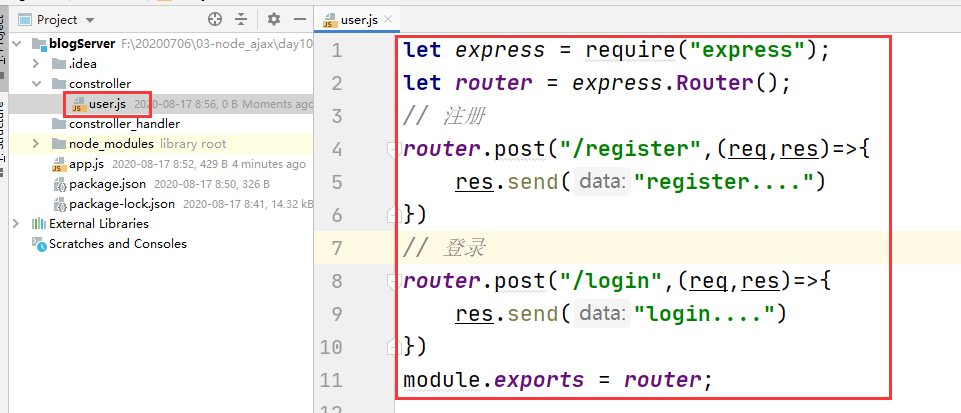 Project
blogServer F:\20200706\03-node_ajax\day10
.idea
constroller
user.js 2020-08-17 8:56, 0 B Moments ago
constroller_handler
node_modules library root
app.js 2020-08-17 8:52, 429 B 4 minutes ago
package.json 2020-08-17 8:50, 326 B
package-lock.json 2020-08-17 8:41, 14.32 kB
External Libraries
Scratches and Consoles
user.js
1 let express = require("express");
2 let router = express.Router();
3 // 注册
4 router.post("/register",(req,res)=>{
5 res.send( data: "register....")
6 })
7 // 登录
8 router.post("/login",(req,res)=>{
9 res.send( data: "login....")
10 })
11 module.exports = router;